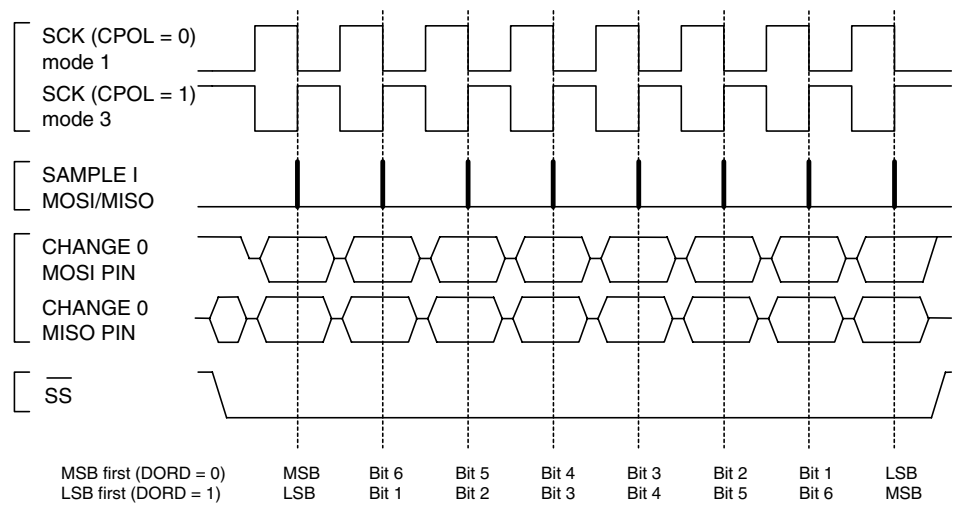 SCK (CPOL = 0)
mode 1
SCK (CPOL = 1)
mode 3
SAMPLE I
MOSI/MISO
CHANGE 0
MOSI PIN
CHANGE 0
MISO PIN
SS
MSB first (DORD = 0) MSB Bit 6 Bit 5 Bit 4 Bit 3 Bit 2 Bit 1 LSB
LSB first (DORD = 1) LSB Bit 1 Bit 2 Bit 3 Bit 4 Bit 5 Bit 6 MSB